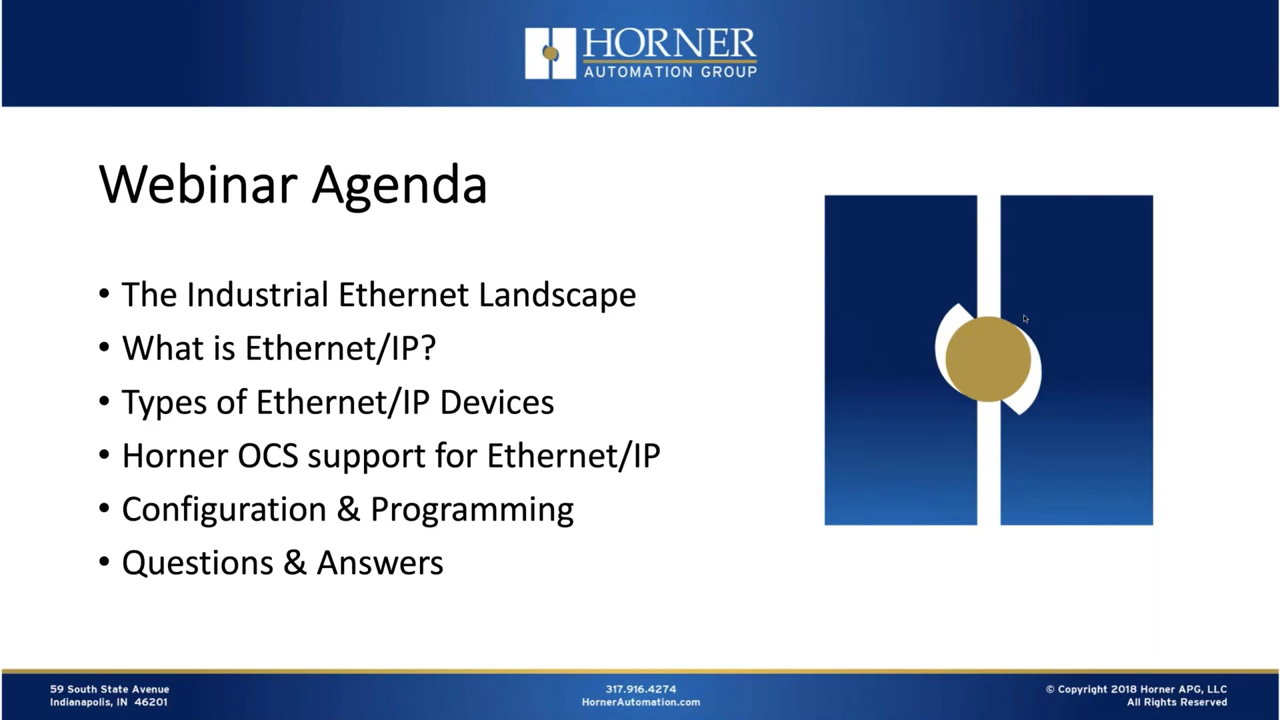 HORNER
AUTOMATION GROUP
Webinar Agenda
• The Industrial Ethernet Landscape
• What is Ethernet/IP?
• Types of Ethernet/IP Devices
• Horner OCS support for Ethernet/IP
• Configuration & Programming
• Questions & Answers
59 South State Avenue
Indianapolis, IN 46201
317.916.4274
HornerAutomation.com
© Copyright 2018 Horner APG, LLC
All Rights Reserved